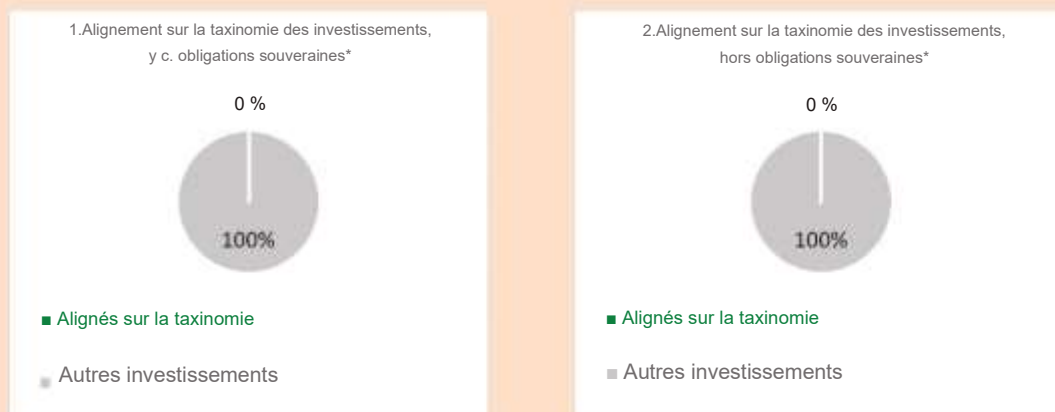 1.Alignement sur la taxinomie des investissements,
y c. obligations souveraines*
0 %
100%
Alignés sur la taxinomie
Autres investissements
2.Alignement sur la taxinomie des investissements,
hors obligations souveraines*
0 %
100%
Alignés sur la taxinomie
Autres investissements